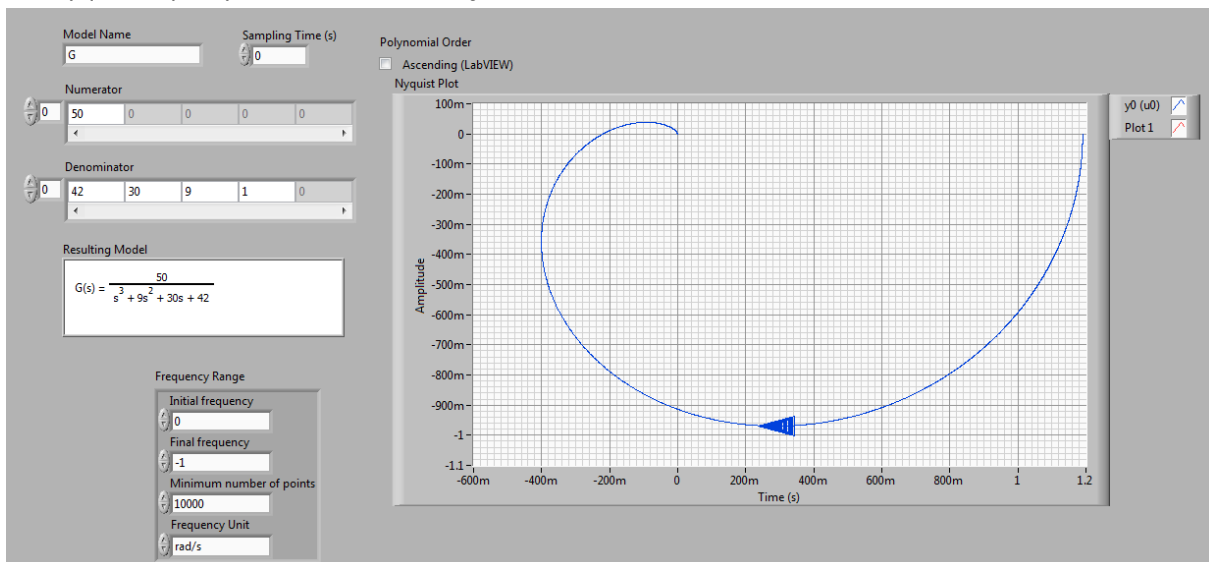 Model Name
G
Sampling Time (s)
0
Polynomial Order
Ascending (LabVIEW)
Numerator
0 50 0 0 0 0
Denominator
0 42 30 9 1 0
Resulting Model
50
G(s) =
s^3 + 9s^2 + 30s + 42
Frequency Range
Initial frequency
0
Final frequency
-1
Minimum number of points
10000
Frequency Unit
rad/s
Nyquist Plot
100m
0
-100m
-200m
-300m
-400m
-500m
-600m
-700m
-800m
-900m
-1
-1.1
Amplitude
-600m -400m -200m 0 200m 400m 600m 800m 1 1.2
Time (s)
y0 (u0)
Plot 1